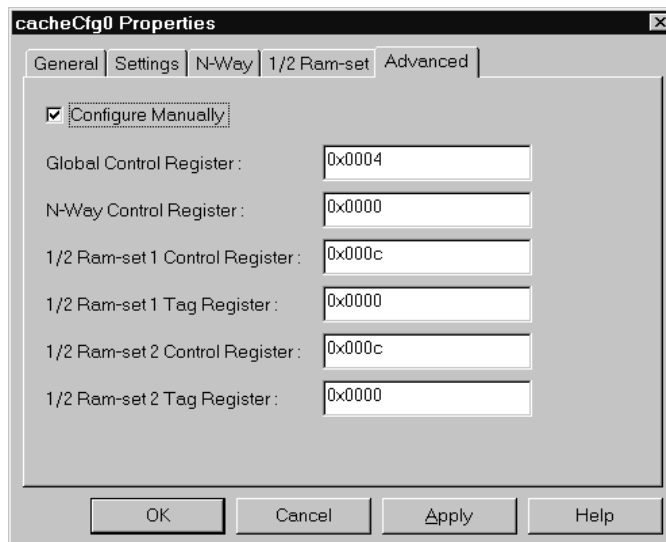 cacheCfg0 Properties
General Settings N-Way 1/2 Ram-set Advanced
Configure Manually
Global Control Register : 0x0004
N-Way Control Register : 0x0000
1/2 Ram-set 1 Control Register : 0x000c
1/2 Ram-set 1 Tag Register : 0x0000
1/2 Ram-set 2 Control Register : 0x000c
1/2 Ram-set 2 Tag Register : 0x0000
OK Cancel Apply Help